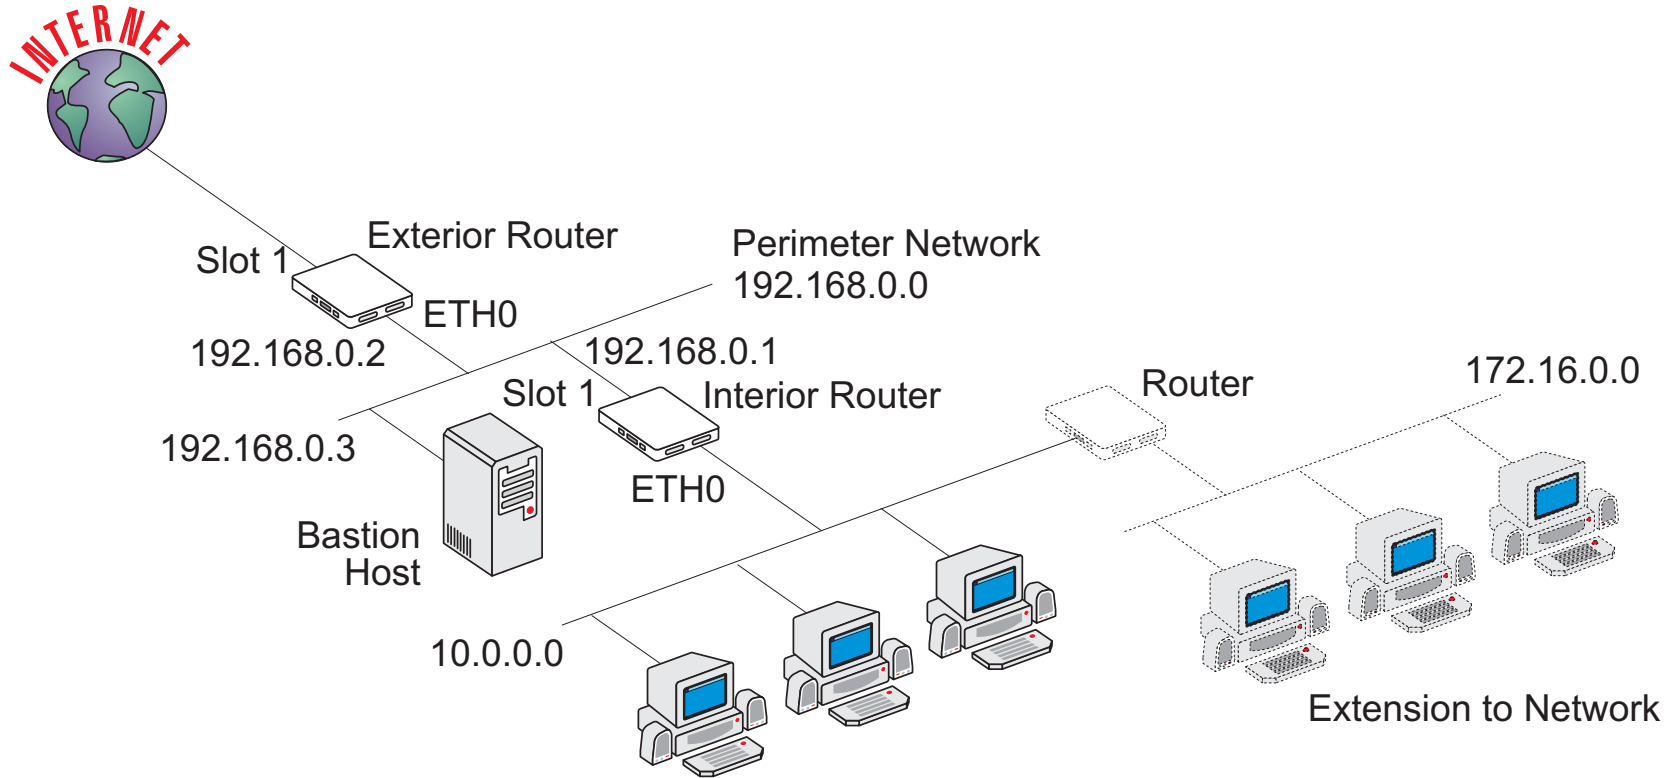 INTERNET
Exterior Router
Slot 1
ETH0
192.168.0.2
Perimeter Network
192.168.0.0
192.168.0.1
Slot 1
Interior Router
ETH0
192.168.0.3
Bastion
Host
Router
172.16.0.0
10.0.0.0
Extension to Network